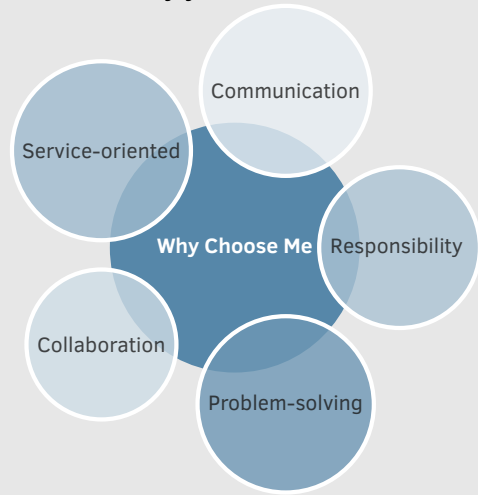 Communication
Service-oriented
Why Choose Me
Responsibility
Collaboration
Problem-solving